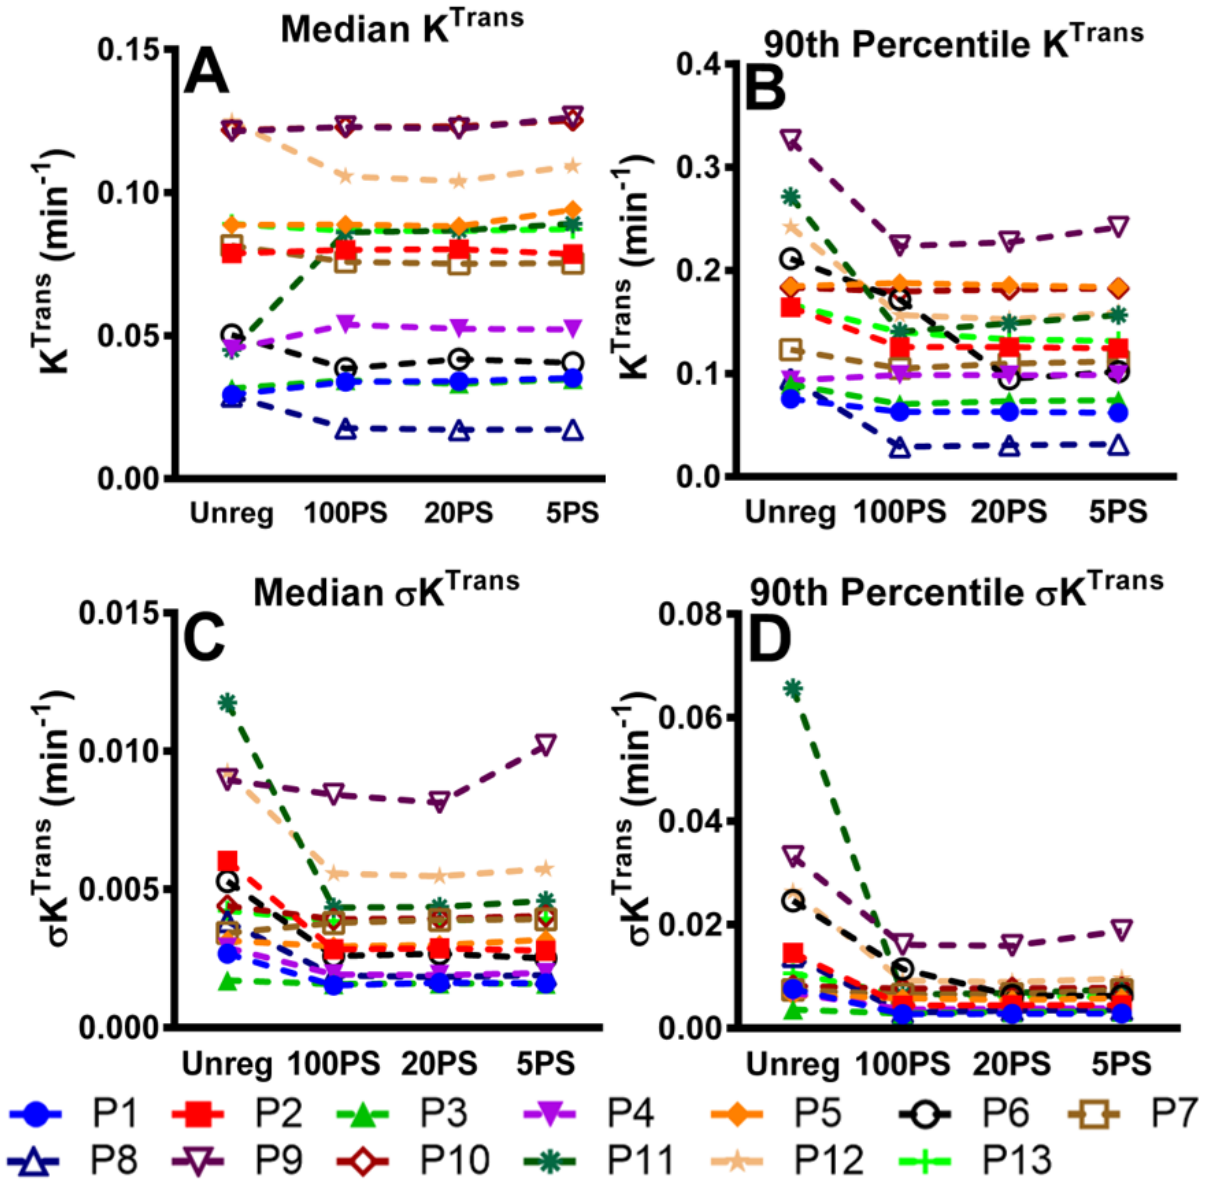 Median K^Trans
A
0.15
0.10
0.05
0.00
K^Trans (min^-1)
Unreg 100PS 20PS 5PS
90th Percentile K^Trans
B
0.4
0.3
0.2
0.1
0.0
K^Trans (min^-1)
Unreg 100PS 20PS 5PS
Median σK^Trans
C
0.015
0.010
0.005
0.000
σK^Trans (min^-1)
Unreg 100PS 20PS 5PS
90th Percentile σK^Trans
D
0.08
0.06
0.04
0.02
0.00
σK^Trans (min^-1)
Unreg 100PS 20PS 5PS
P1 P2 P3 P4 P5 P6 P7
P8 P9 P10 P11 P12 P13